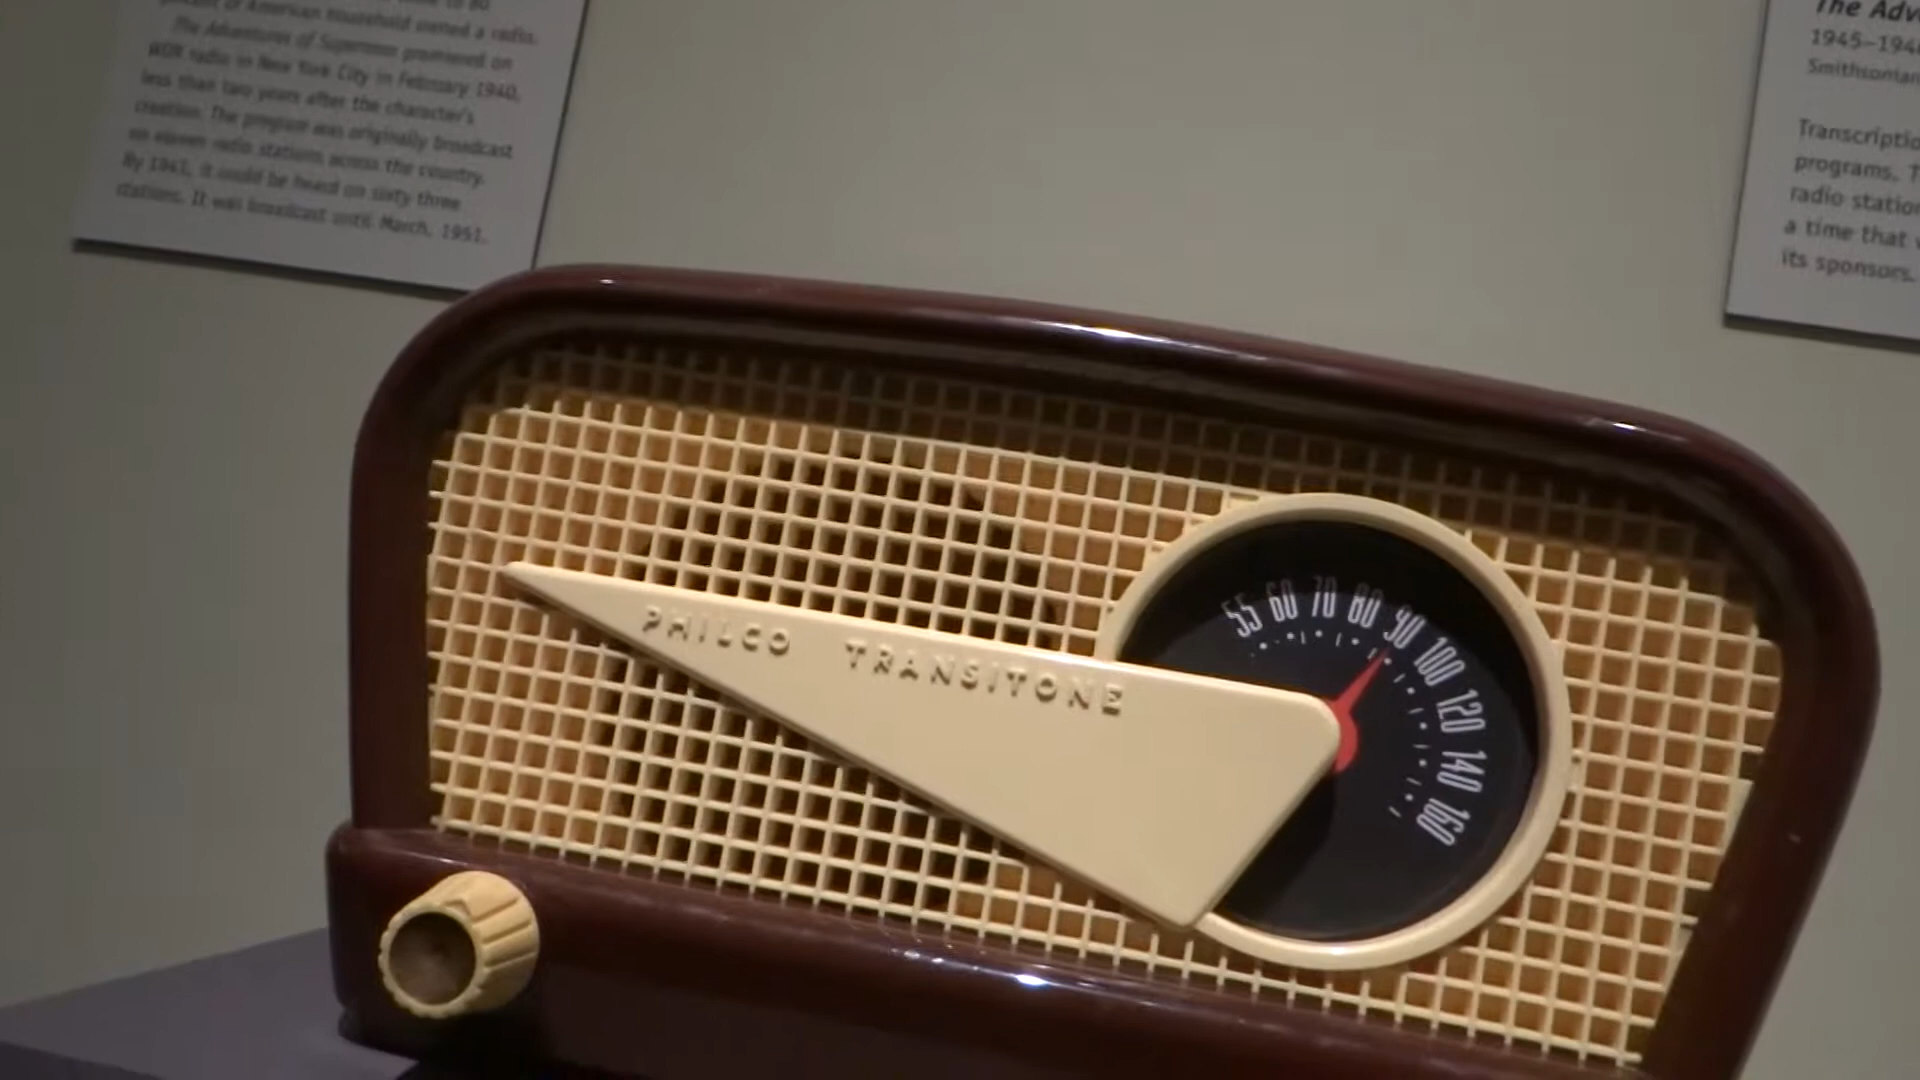 to 80
percent of American household owned a radio.
The Adventures of Superman premiered on
WOR radio in New York City in February 1940,
less than two years after the character's
creation. The program was originally broadcast
on eleven radio stations across the country.
By 1941, it could be heard on sixty three
stations. It was broadcast until March, 1951.
The Adv
1945–194
Smithsonian
Transcriptio
programs. T
radio station
a time that
its sponsors.
PHILCO TRANSITONE
55 60 70 80 90 100 120 140 160